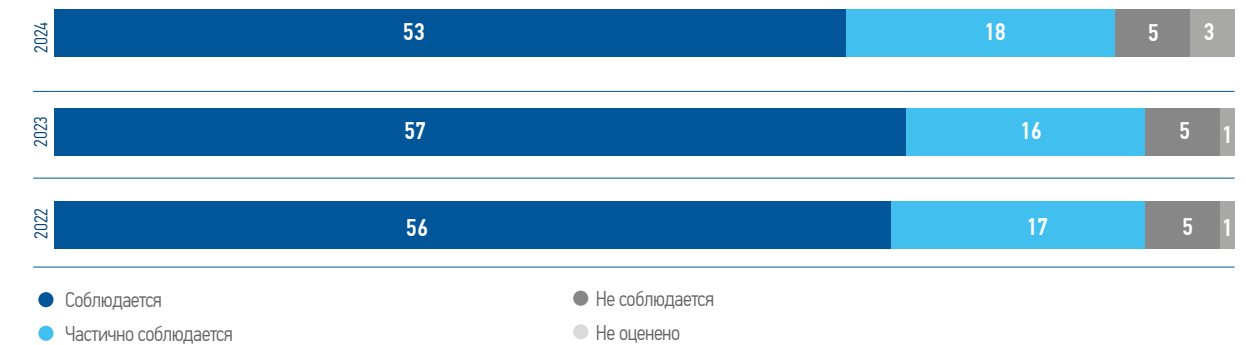 2024 53 18 5 3
2023 57 16 5 1
2022 56 17 5 1
Соблюдается
Не соблюдается
Частично соблюдается
Не оценено